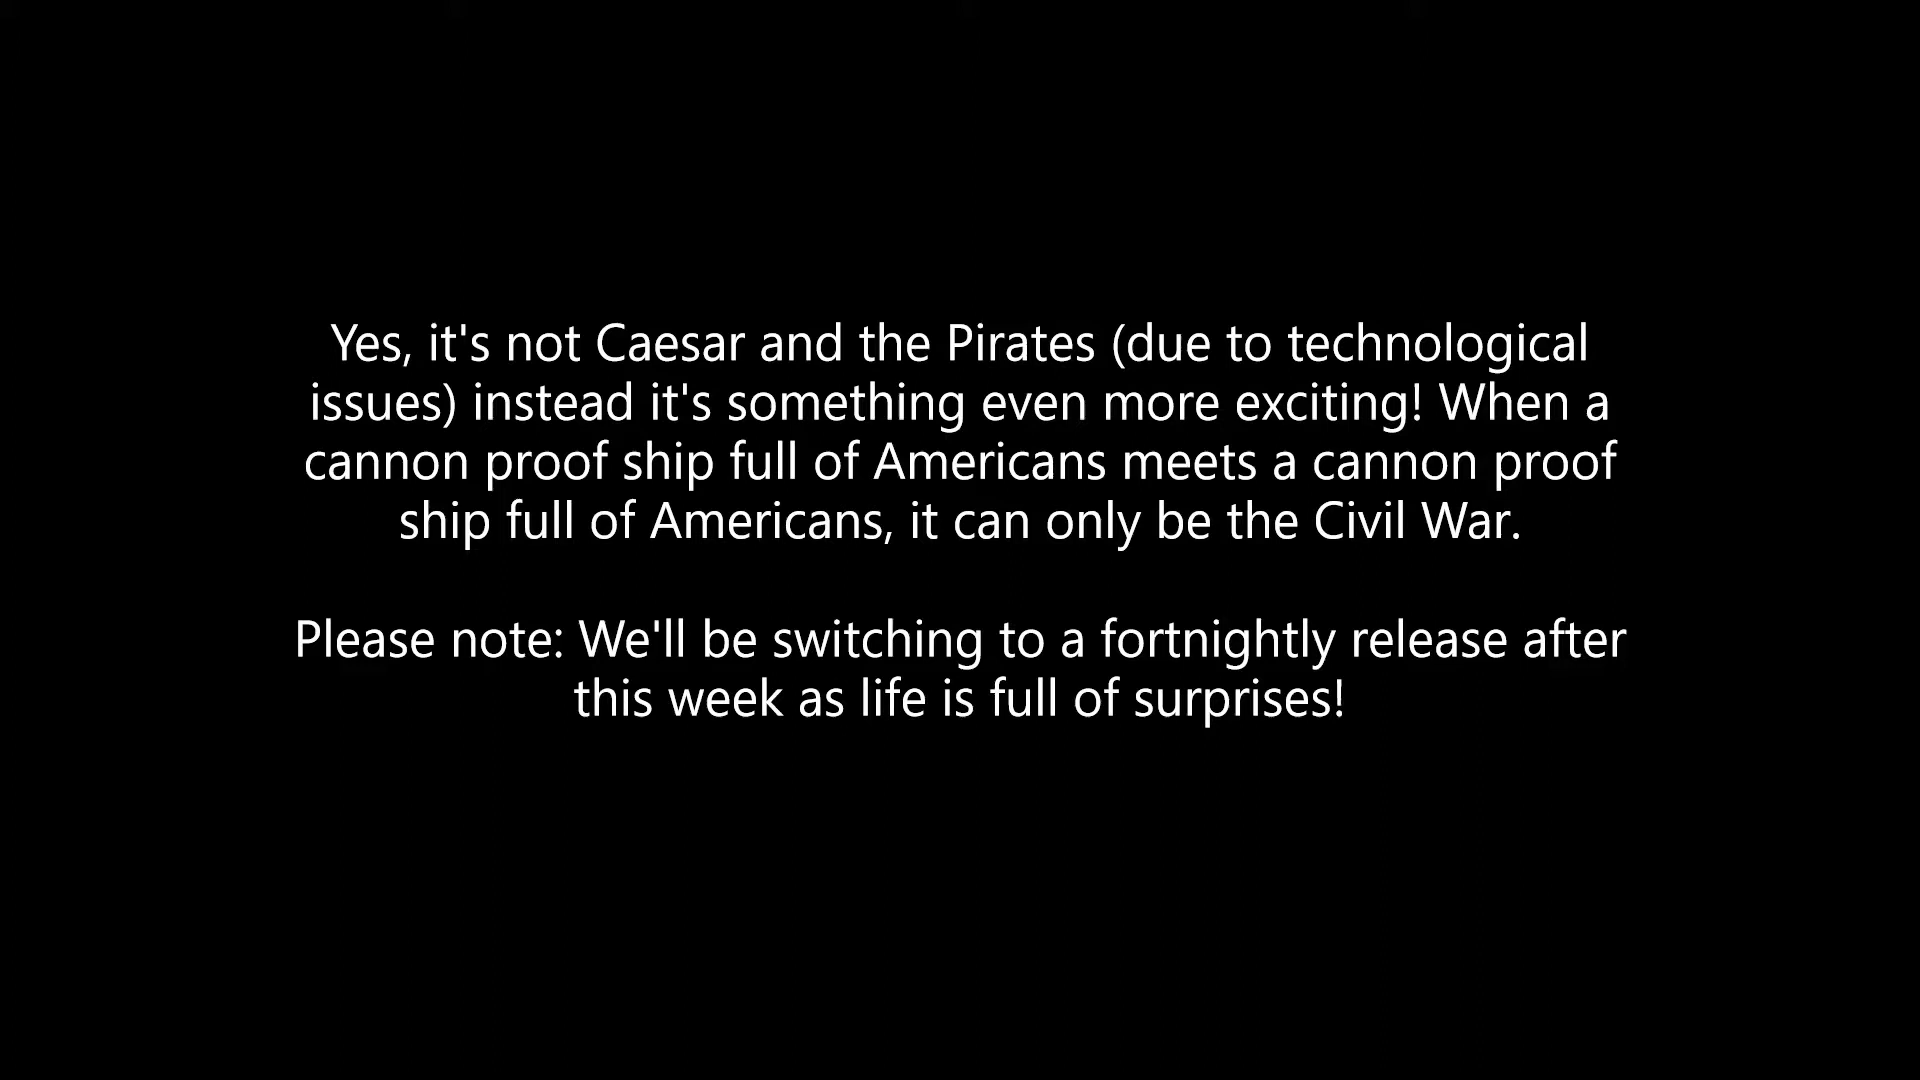 Yes, it's not Caesar and the Pirates (due to technological
issues) instead it's something even more exciting! When a
cannon proof ship full of Americans meets a cannon proof
ship full of Americans, it can only be the Civil War.
Please note: We'll be switching to a fortnightly release after
this week as life is full of surprises!